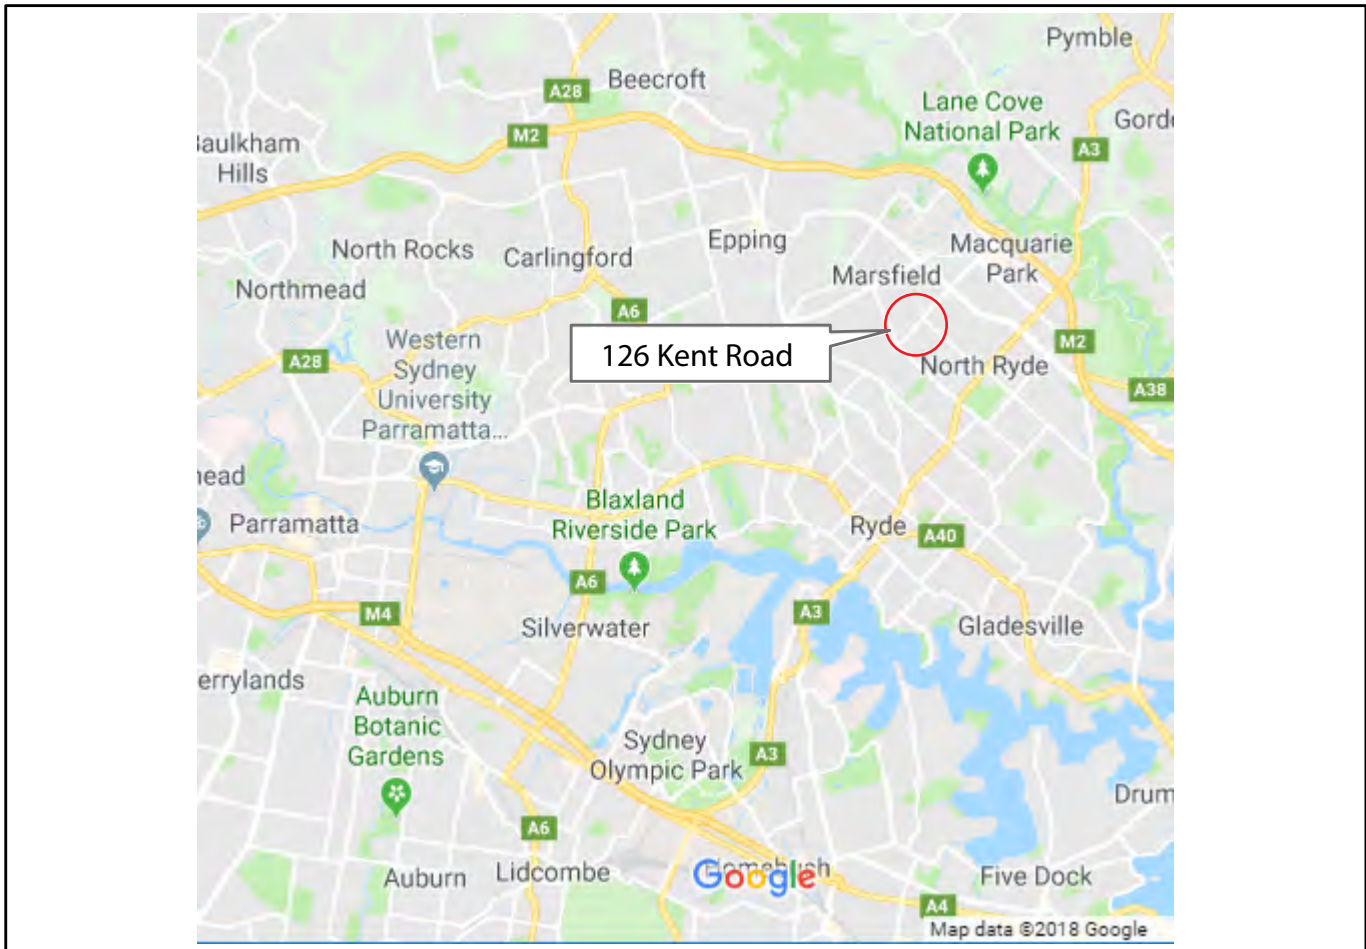 Pymble
Beecroft
A28
Lane Cove
National Park
M2
A3
Baulkham
Hills
Epping
Macquarie
Park
North Rocks
Carlingford
Marsfield
Northmead
A6
Western
Sydney
University
Parramatta...
126 Kent Road
M2
A28
North Ryde
A38
Blaxland
Riverside Park
Parramatta
Ryde
A40
A6
M4
A3
Silverwater
Gladesville
errylands
Auburn
Botanic
Gardens
Sydney
Olympic Park
A3
Drum
A6
Auburn
Lidcombe
Google
Five Dock
A4
Map data ©2018 Google